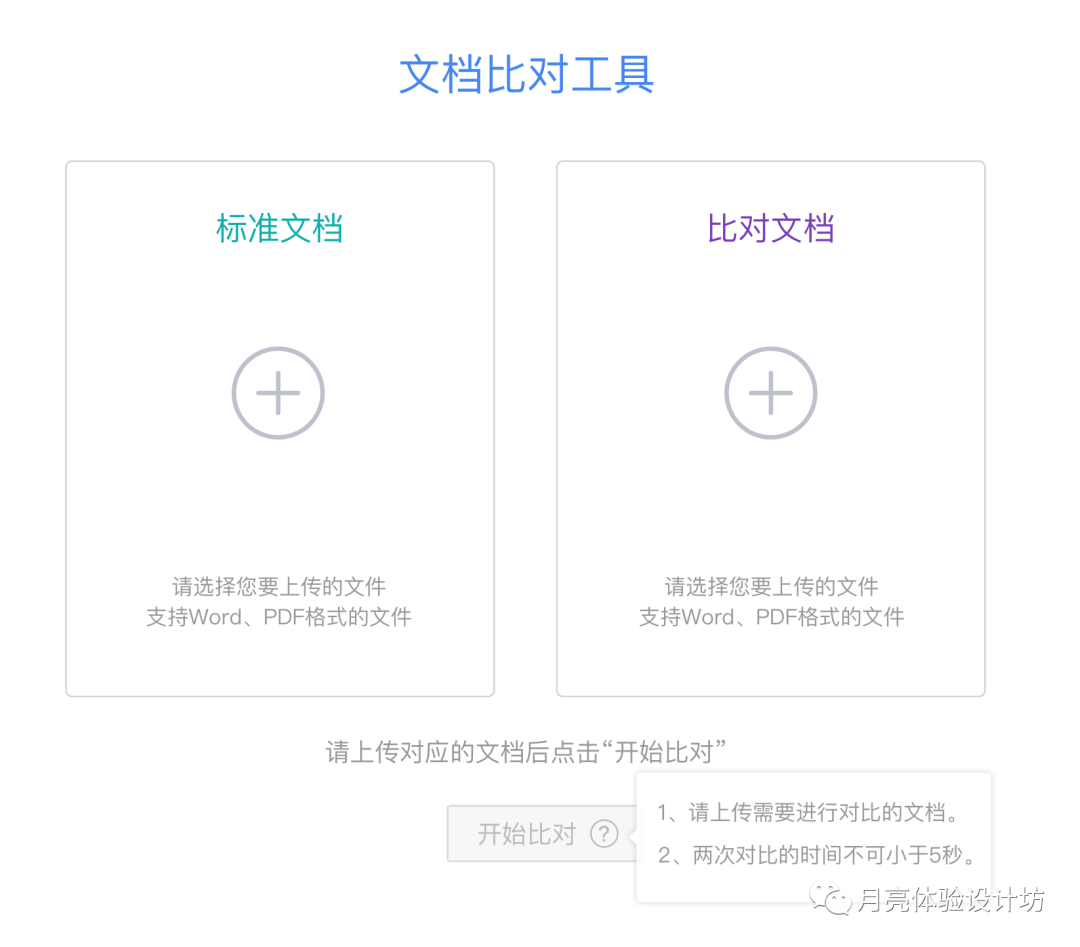 文档比对工具
标准文档
请选择您要上传的文件
支持Word、PDF格式的文件
比对文档
请选择您要上传的文件
支持Word、PDF格式的文件
请上传对应的文档后点击“开始比对”
开始比对 ?
1、请上传需要进行对比的文档。
2、两次对比的时间不可小于5秒。
月亮体验设计坊